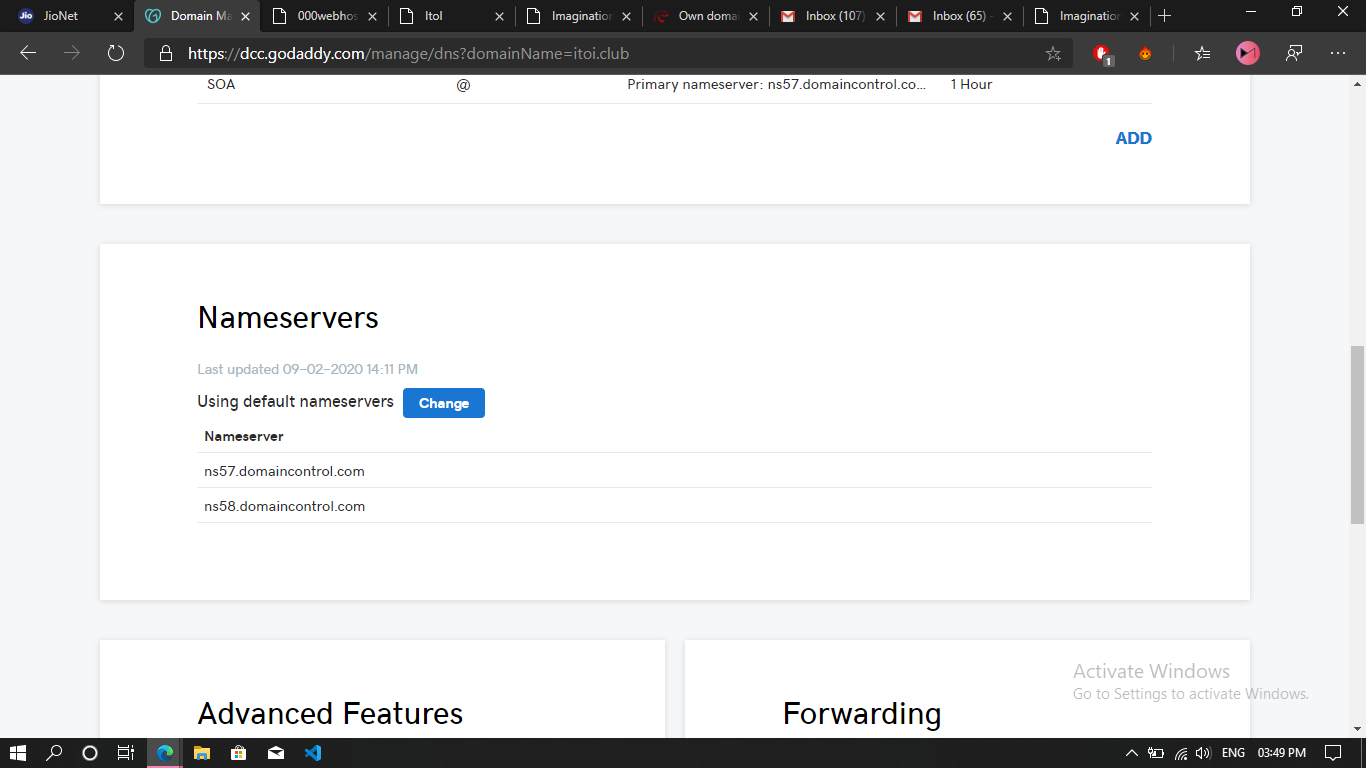 JioNet
Domain Ma
000webhos
ItoI
Imagination
Own domai
Inbox (107)
Inbox (65) -
Imagination
https://dcc.godaddy.com/manage/dns?domainName=itoi.club
1
SOA @ Primary nameserver: ns57.domaincontrol.co... 1 Hour
ADD
Nameservers
Last updated 09-02-2020 14:11 PM
Using default nameservers Change
Nameserver
ns57.domaincontrol.com
ns58.domaincontrol.com
Advanced Features
Forwarding
Activate Windows
Go to Settings to activate Windows.
ENG 03:49 PM